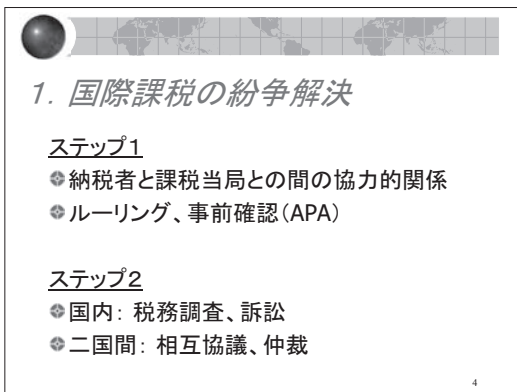 1. 国際課税の紛争解決
ステップ1
納税者と課税当局との間の協力的関係
ルーリング、事前確認(APA)
ステップ2
国内: 税務調査、訴訟
二国間: 相互協議、仲裁
4